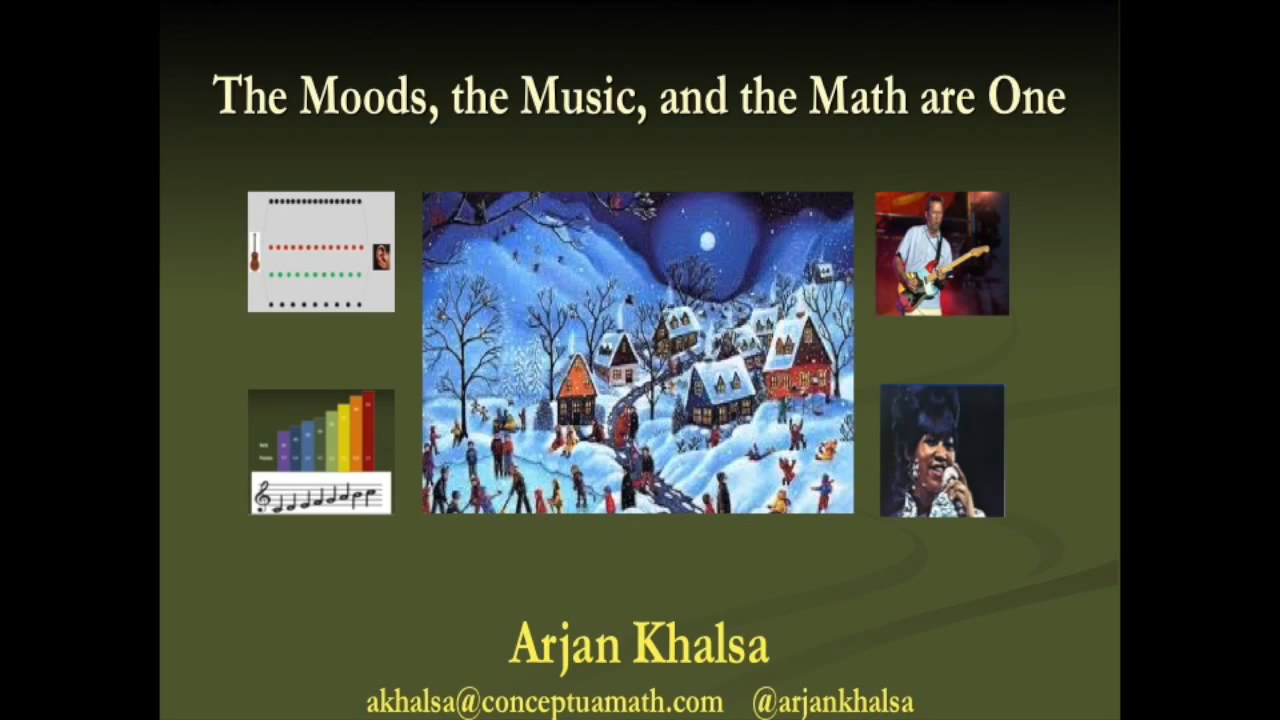 The Moods, the Music, and the Math are One
Arjan Khalsa
akhalsa@conceptuamath.com @arjankhalsa